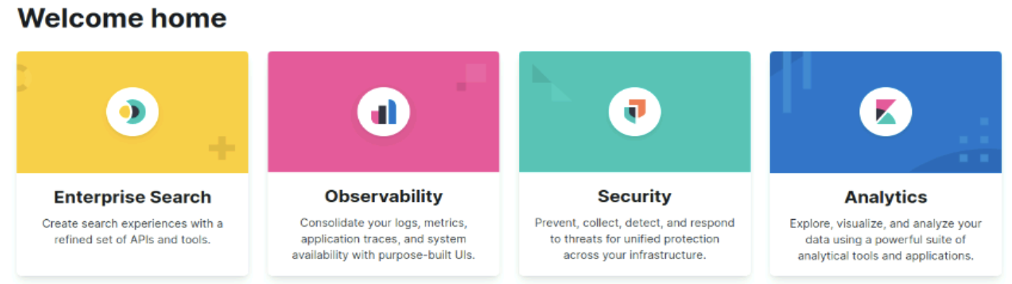 Welcome home
Enterprise Search
Create search experiences with a
refined set of APIs and tools.
Observability
Consolidate your logs, metrics,
application traces, and system
availability with purpose-built UIs.
Security
Prevent, collect, detect, and respond
to threats for unified protection
across your infrastructure.
Analytics
Explore, visualize, and analyze your
data using a powerful suite of
analytical tools and applications.